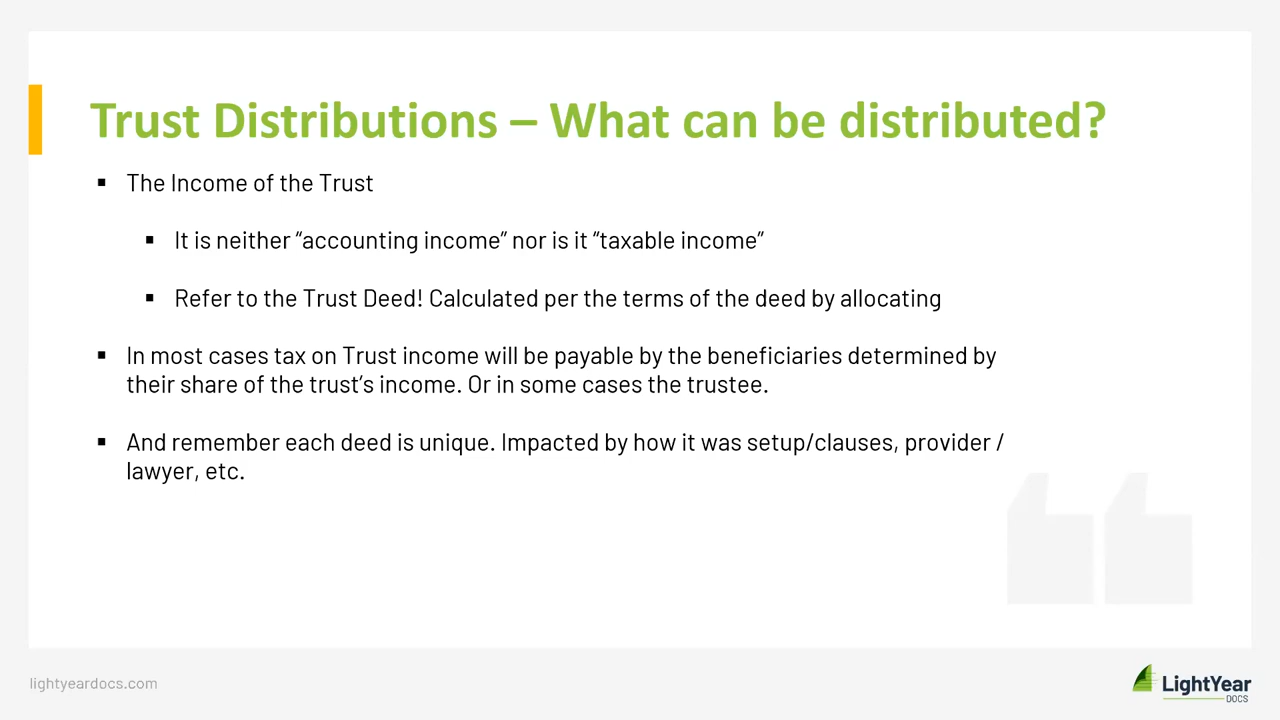 Trust Distributions – What can be distributed?
▪ The Income of the Trust
▪ It is neither “accounting income” nor is it “taxable income”
▪ Refer to the Trust Deed! Calculated per the terms of the deed by allocating
▪ In most cases tax on Trust income will be payable by the beneficiaries determined by
their share of the trust’s income. Or in some cases the trustee.
▪ And remember each deed is unique. Impacted by how it was setup/clauses, provider /
lawyer, etc.
lightyeardocs.com
LightYear
DOCS